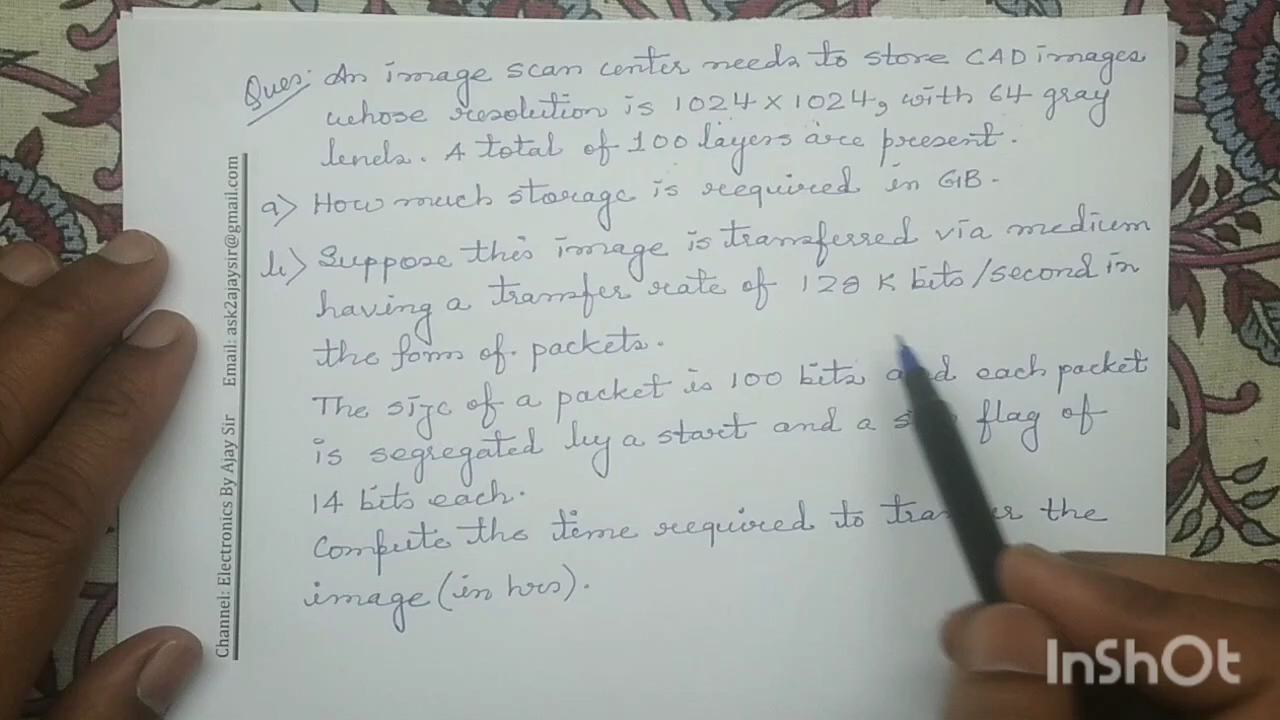 Ques: An image scan center needs to store CAD images
whose resolution is 1024 × 1024, with 64 gray
levels. A total of 100 layers are present.
a) How much storage is required in GB.
b) Suppose this image is transferred via medium
having a transfer rate of 128 K bits/second in
the form of packets.
The size of a packet is 100 bits and each packet
is segregated by a start and a flag of
14 bits each.
Compute the time required to the
image (in hrs).
Channel: Electronics By Ajay Sir Email: ask2ajaysir@gmail.com
InShOt